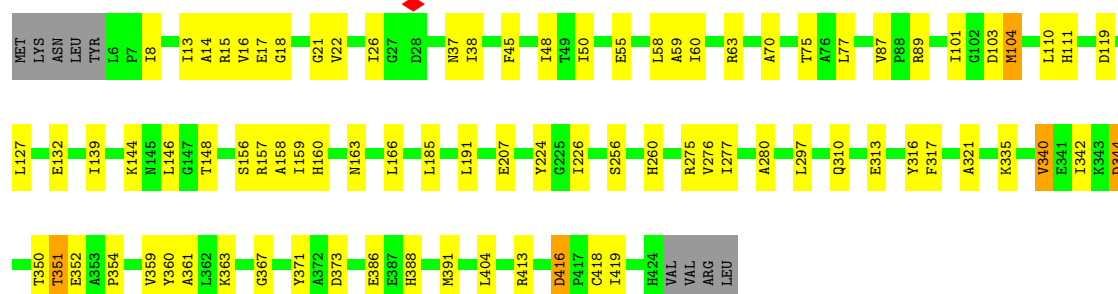 MET LYS ASN LEU TYR L6 P7 I8 I13 A14 R15 V16 E17 G18 G21 V22 I26 G27 D28 N37 I38 F45 I48 T49 I50 E55 L58 A59 I60 R63 A70 T75 A76 L77 V87 P88 R89 I101 G102 D103 M104 L110 H111 D119
L127 E132 I139 K144 N145 L146 G147 T148 S156 R157 A158 I159 H160 N163 L166 L185 L191 E207 Y224 G225 I226 S256 H260 R275 V276 I277 A280 L297 Q310 E313 Y316 F317 A321 K335 V340 E341 I342 K343 D344
T350 T351 E352 A353 P354 V359 Y360 A361 L362 K363 G367 Y371 A372 D373 E386 E387 H388 M391 L404 R413 D416 P417 C418 I419 H424 VAL VAL ARG LEU